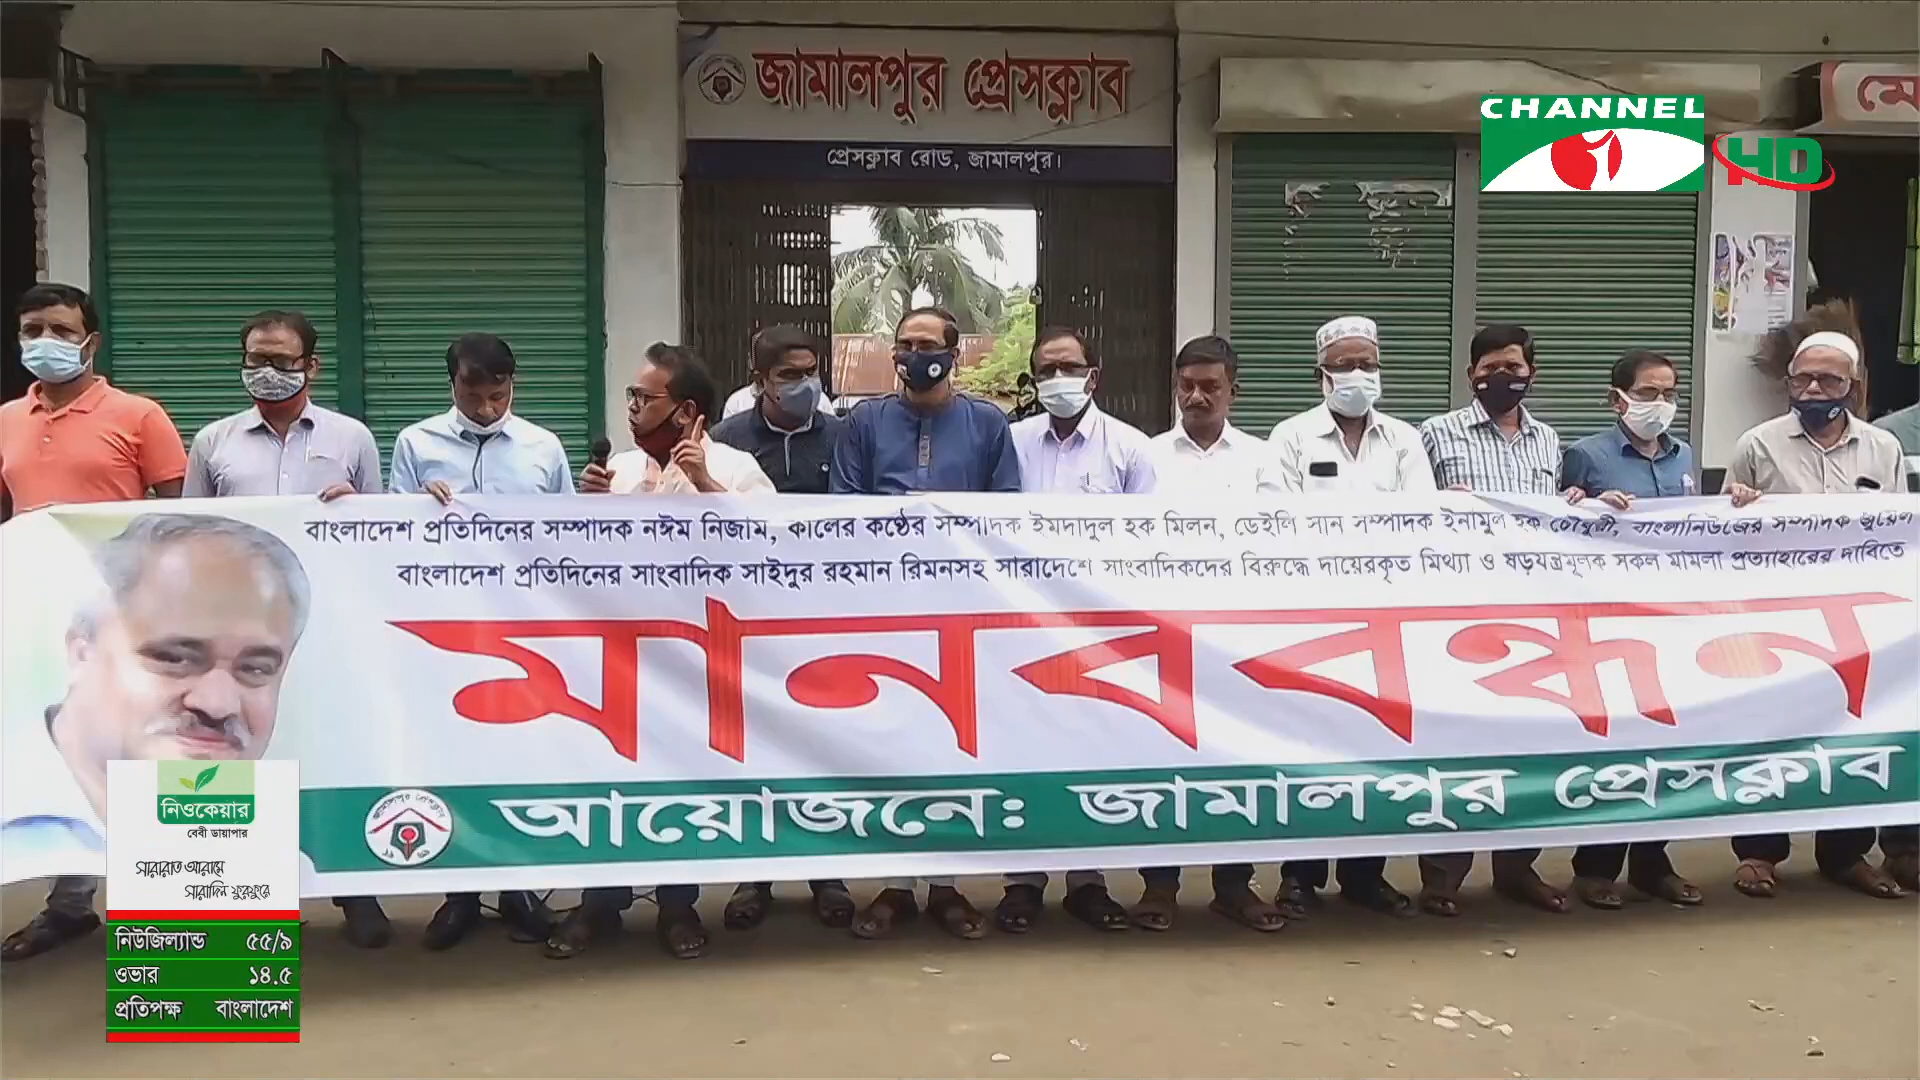 জামালপুর প্রেসক্লাব
প্রেসক্লাব রোড, জামালপুর।
মে
CHANNEL
HD
বাংলাদেশ প্রতিদিনের সম্পাদক নঈম নিজাম, কালের কণ্ঠের সম্পাদক ইমদাদুল হক মিলন, ডেইলি সান সম্পাদক ইনামুল হক চৌধুরী, বাংলানিউজের সম্পাদক জুয়েল
বাংলাদেশ প্রতিদিনের সাংবাদিক সাইদুর রহমান রিমনসহ সারাদেশে সাংবাদিকদের বিরুদ্ধে দায়েরকৃত মিথ্যা ও ষড়যন্ত্রমূলক সকল মামলা প্রত্যাহারের দাবিতে
মানববন্ধন
আয়োজনে: জামালপুর প্রেসক্লাব
নিওকেয়ার
বেবী ডায়াপার
সারারাত আরামে
সারাদিন ফুরফুরে
নিউজিল্যান্ড ৫৫/৯
ওভার ১৪.৫
প্রতিপক্ষ বাংলাদেশ